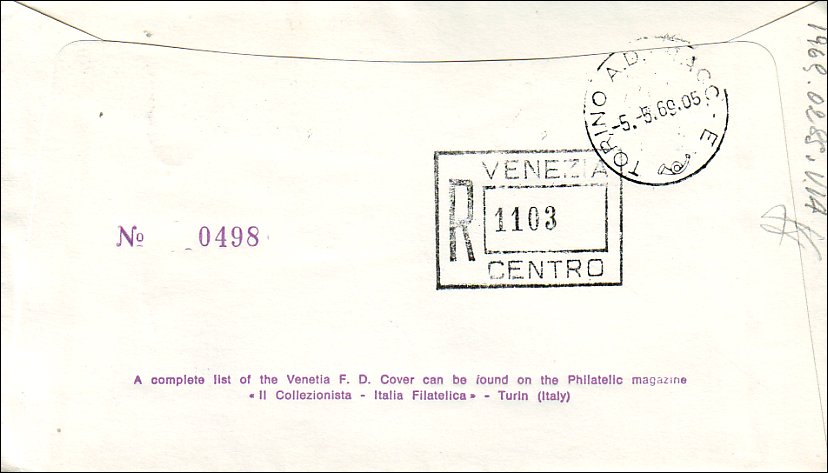 TORINO A.D. RACC. - E
-5.-5.69.05
VENEZIA
R
1103
CENTRO
№ 0498
A complete list of the Venetia F. D. Cover can be found on the Philatelic magazine
« Il Collezionista - Italia Filatelica » - Turin (Italy)